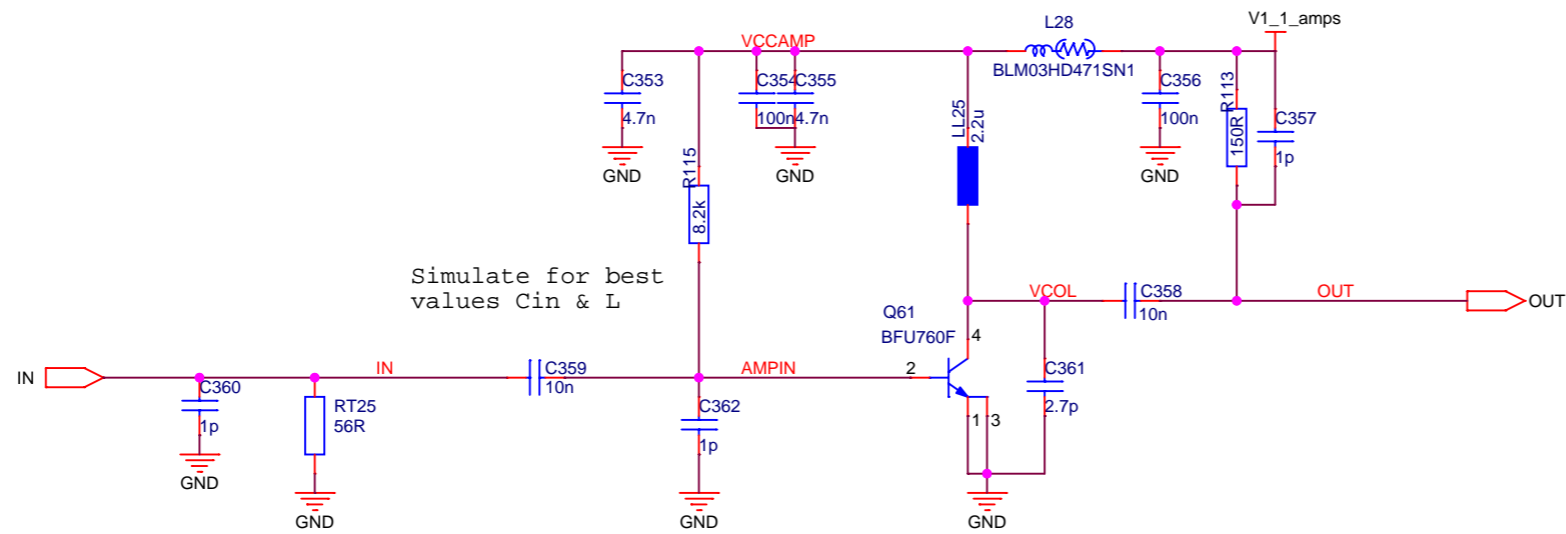 V1_1_amps
L28
VCCAMP
BLM03HD471SN1
C353
4.7n
C354
100n
C355
4.7n
LL25
2.2u
C356
100n
R113
150R
C357
1p
GND
GND
GND
R115
8.2k
Simulate for best
values Cin & L
VCOL
C358
10n
OUT
OUT
Q61
BFU760F
4
IN
IN
C359
10n
AMPIN
2
C361
2.7p
C360
1p
RT25
56R
C362
1p
1
3
GND
GND
GND
GND